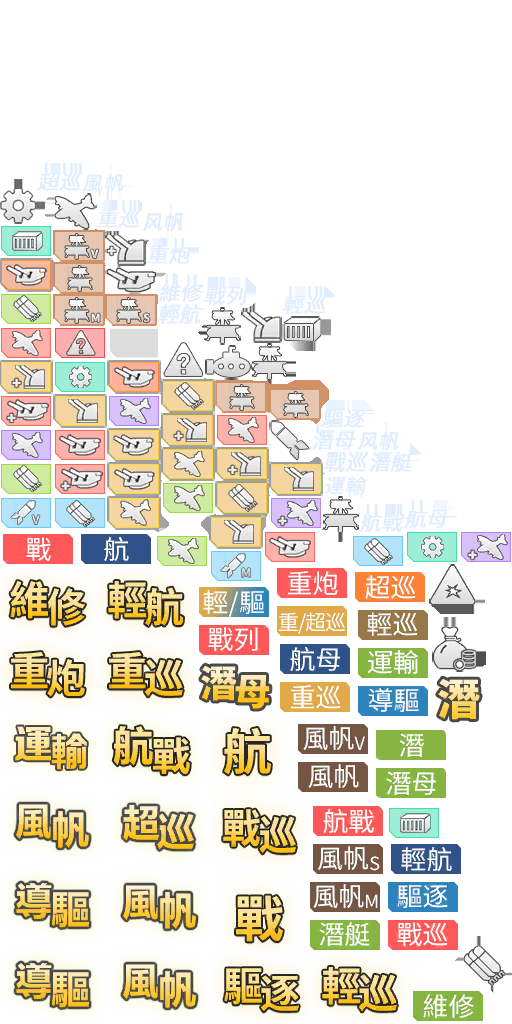 超巡 風帆
重巡 风帆
重炮
維修 戰列
輕航
輕巡
V
M
S
?
?
驅逐
潛母 风帆
戰巡 潛艇
運輸
航戰 航母
V
M
戰
航
維修
輕航
輕/驅
重炮
超巡
戰列
重/超巡
輕巡
重炮
重巡
潛母
航母
運輸
重巡
導驅
潛
運輸
航戰
航
風帆V
潛
風帆
潛母
風帆
超巡
戰巡
航戰
風帆S
輕航
導驅
風帆
戰
風帆M
驅逐
潛艇
戰巡
導驅
風帆
驅逐
輕巡
維修